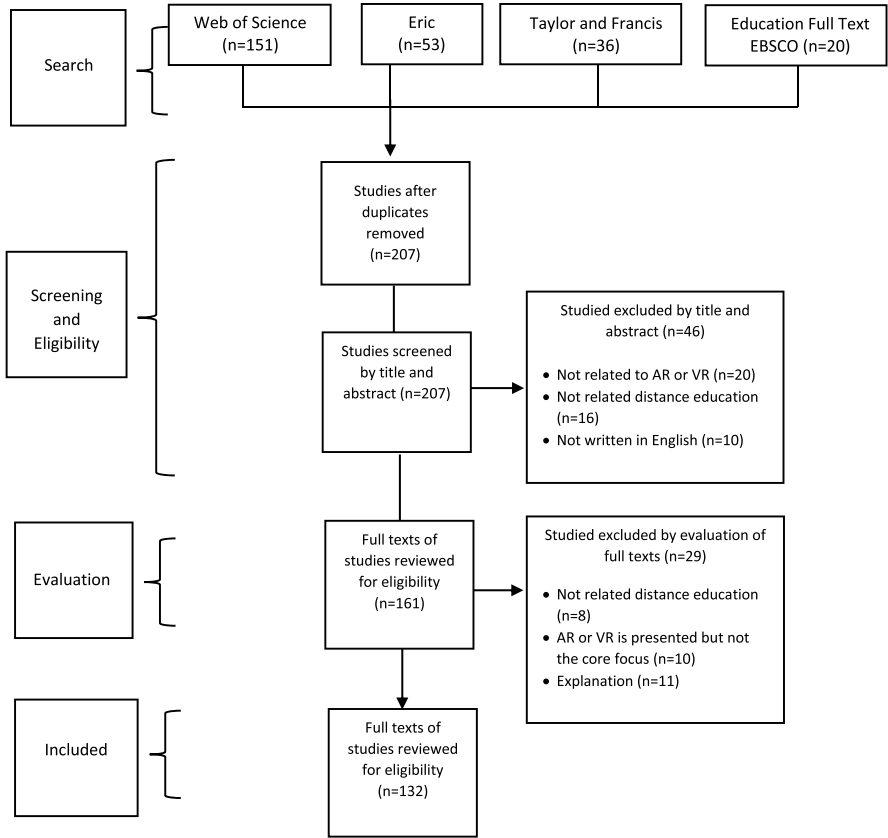 Search
Web of Science
(n=151)
Eric
(n=53)
Taylor and Francis
(n=36)
Education Full Text
EBSCO (n=20)
Screening
and
Eligibility
Studies after
duplicates
removed
(n=207)
Studies screened
by title and
abstract (n=207)
Studied excluded by title and
abstract (n=46)
• Not related to AR or VR (n=20)
• Not related distance education
(n=16)
• Not written in English (n=10)
Evaluation
Full texts of
studies reviewed
for eligibility
(n=161)
Studied excluded by evaluation of
full texts (n=29)
• Not related distance education
(n=8)
• AR or VR is presented but not
the core focus (n=10)
• Explanation (n=11)
Included
Full texts of
studies reviewed
for eligibility
(n=132)